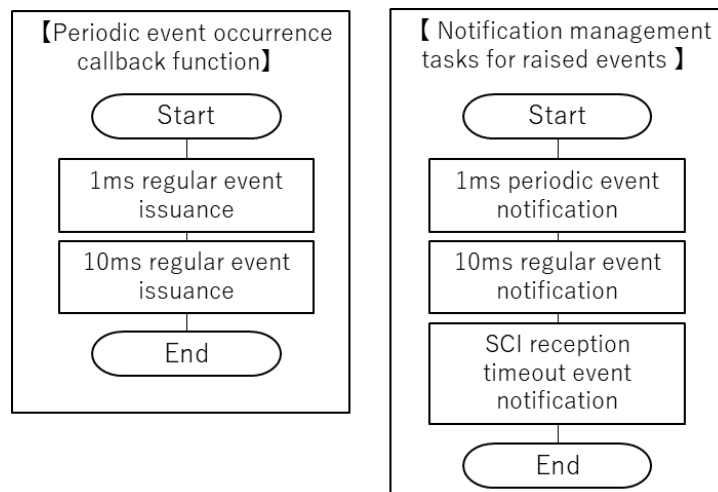 【Periodic event occurrence
callback function】
Start
1ms regular event
issuance
10ms regular event
issuance
End
【 Notification management
tasks for raised events 】
Start
1ms periodic event
notification
10ms regular event
notification
SCI reception
timeout event
notification
End